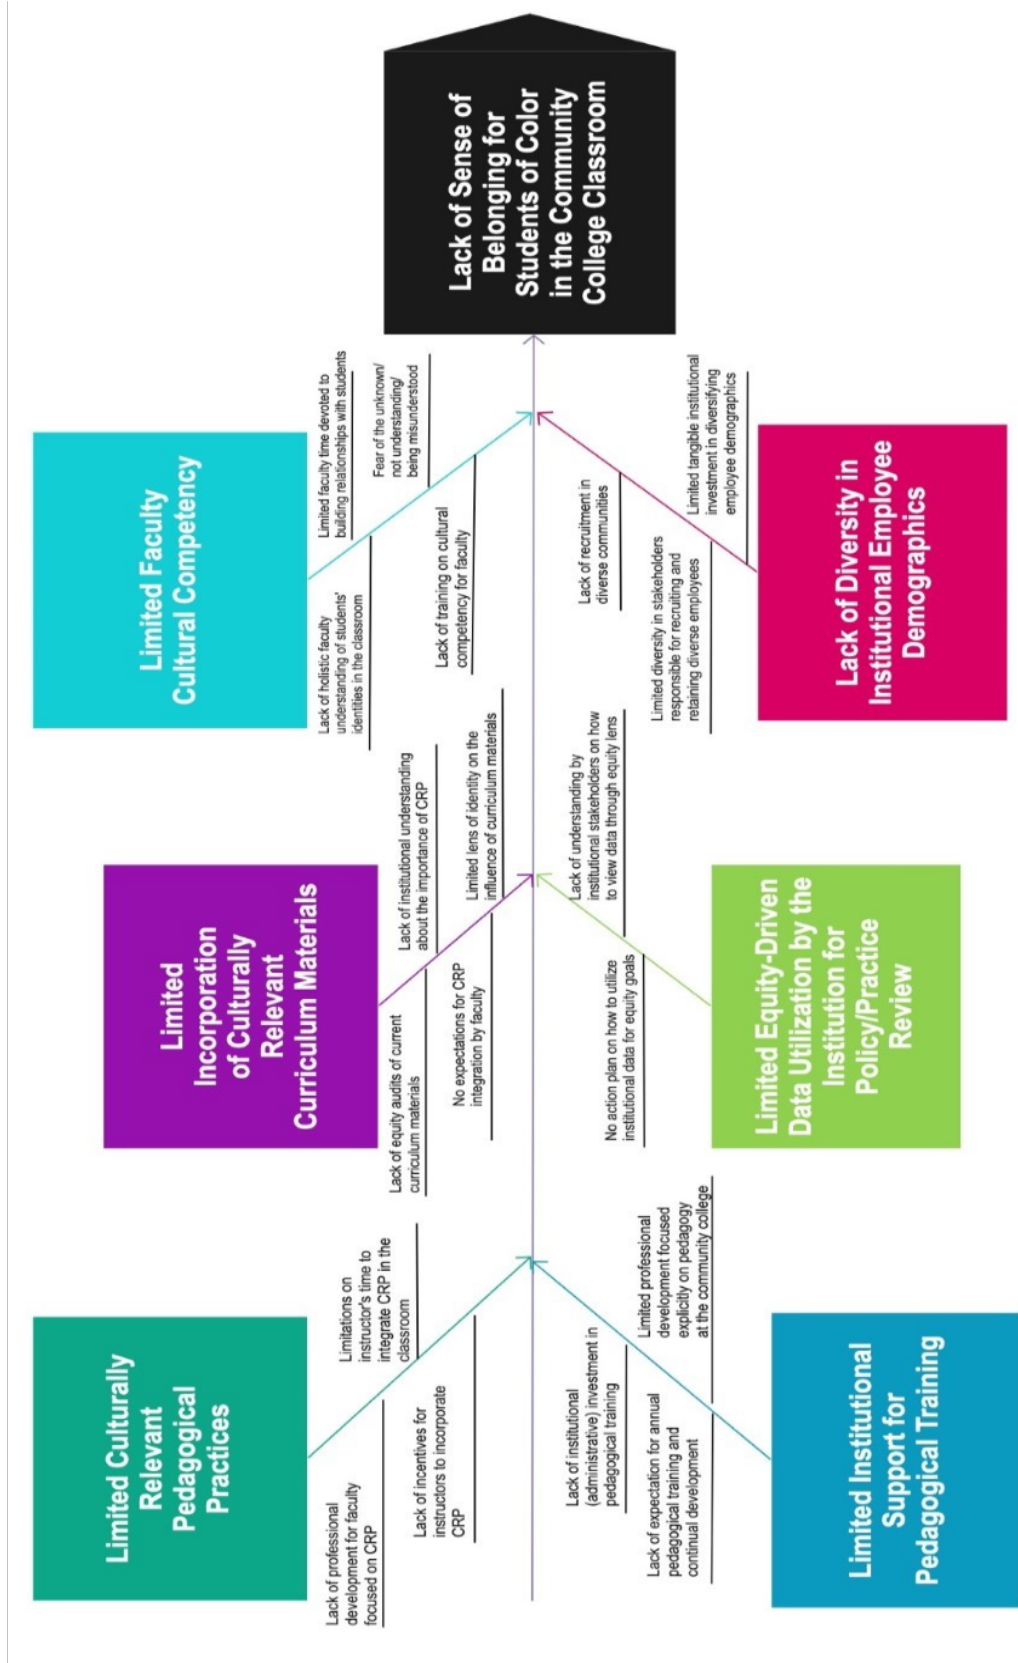 Limited Culturally
Relevant
Pedagogical
Practices
Lack of professional
development for faculty
focused on CRP
Limitations on
instructor's time to
integrate CRP in the
classroom
Lack of incentives for
instructors to incorporate
CRP
Limited
Incorporation
of Culturally
Relevant
Curriculum Materials
Lack of equity audits of current
curriculum materials
Lack of institutional understanding
about the importance of CRP
No expectations for CRP
integration by faculty
Limited lens of identity on the
influence of curriculum materials
Limited Faculty
Cultural Competency
Lack of holistic faculty
understanding of students'
identities in the classroom
Limited faculty time devoted to
building relationships with students
Fear of the unknown/
not understanding/
being misunderstood
Lack of training on cultural
competency for faculty
Lack of Sense of
Belonging for
Students of Color
in the Community
College Classroom
Lack of institutional
(administrative) investment in
pedagogical training
Limited professional
development focused
explicitly on pedagogy
at the community college
Lack of expectation for annual
pedagogical training and
continual development
Limited Institutional
Support for
Pedagogical Training
Lack of understanding by
institutional stakeholders on how
to view data through equity lens
No action plan on how to utilize
institutional data for equity goals
Limited Equity-Driven
Data Utilization by the
Institution for
Policy/Practice
Review
Lack of recruitment in
diverse communities
Limited diversity in stakeholders
responsible for recruiting and
retaining diverse employees
Limited tangible institutional
investment in diversifying
employee demographics
Lack of Diversity in
Institutional Employee
Demographics